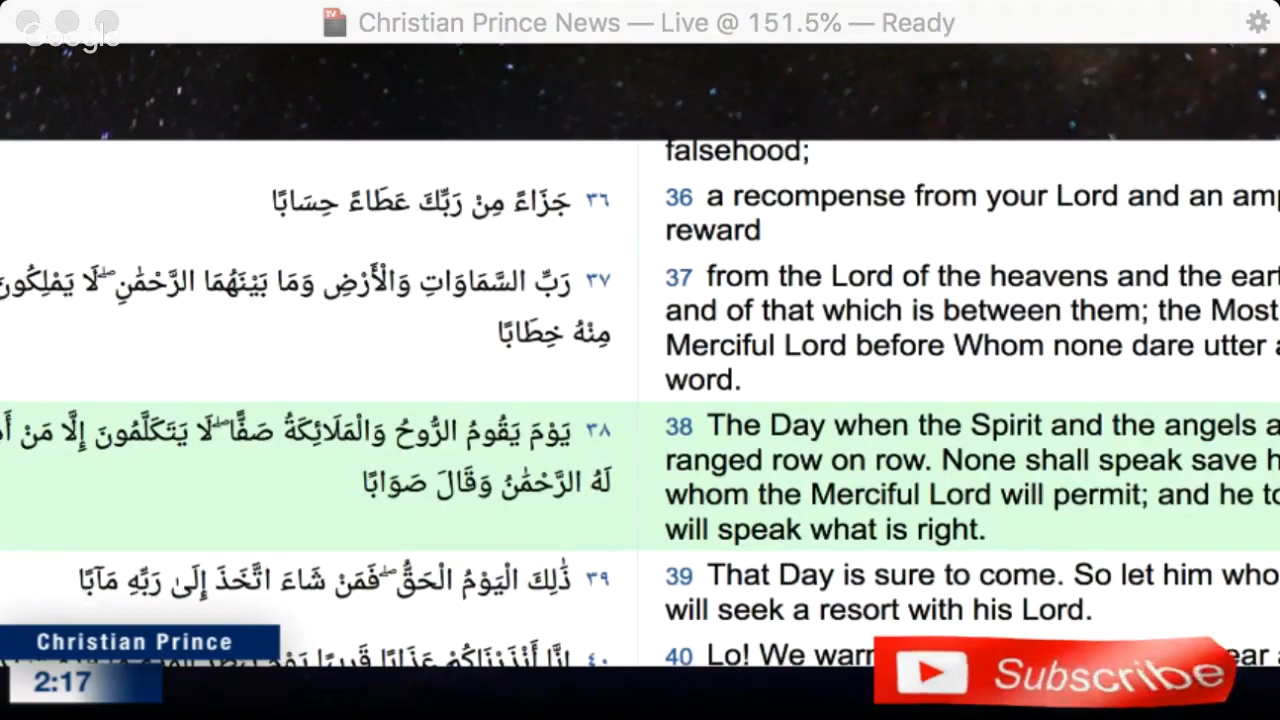 Christian Prince News — Live @ 151.5% — Ready
Google
falsehood;
٣٦ جَزَاءً مِنْ رَبِّكَ عَطَاءً حِسَابًا
36 a recompense from your Lord and an
reward
٣٧ رَبِّ السَّمَاوَاتِ وَالْأَرْضِ وَمَا بَيْنَهُمَا الرَّحْمَٰنِ ۖ لَا يَمْلِكُونَ
مِنْهُ خِطَابًا
37 from the Lord of the heavens and the
and of that which is between them; the Most
Merciful Lord before Whom none dare utter a
word.
٣٨ يَوْمَ يَقُومُ الرُّوحُ وَالْمَلَائِكَةُ صَفًّا ۖ لَا يَتَكَلَّمُونَ إِلَّا مَنْ
لَهُ الرَّحْمَٰنُ وَقَالَ صَوَابًا
38 The Day when the Spirit and the angels
ranged row on row. None shall speak save
whom the Merciful Lord will permit; and he
will speak what is right.
٣٩ ذَٰلِكَ الْيَوْمُ الْحَقُّ ۖ فَمَنْ شَاءَ اتَّخَذَ إِلَىٰ رَبِّهِ مَآبًا
39 That Day is sure to come. So let him who
will seek a resort with his Lord.
٤٠ إِنَّا أَنْذَرْنَاكُمْ عَذَابًا قَرِيبًا
40 Lo! We warn
Christian Prince
2:17
Subscribe